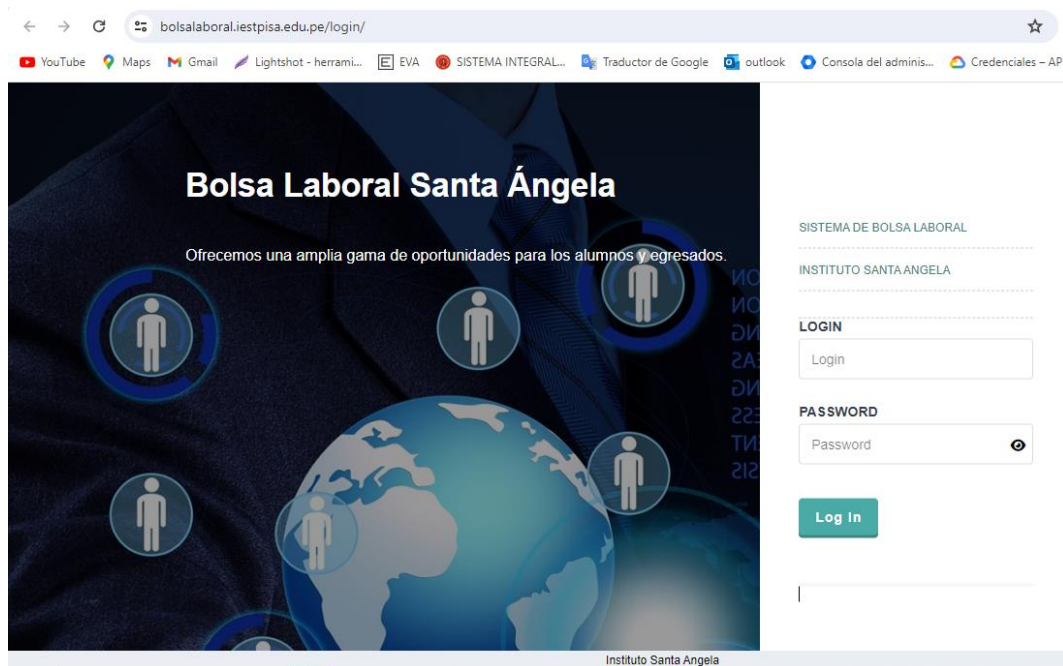 bolsalaboral.iestpisa.edu.pe/login/
YouTube Maps Gmail Lightshot - herrami... EVA SISTEMA INTEGRAL... Traductor de Google outlook Consola del adminis... Credenciales – AP
Bolsa Laboral Santa Ángela
Ofrecemos una amplia gama de oportunidades para los alumnos y egresados.
SISTEMA DE BOLSA LABORAL
INSTITUTO SANTA ANGELA
LOGIN
Login
PASSWORD
Password
Log In
Instituto Santa Angela